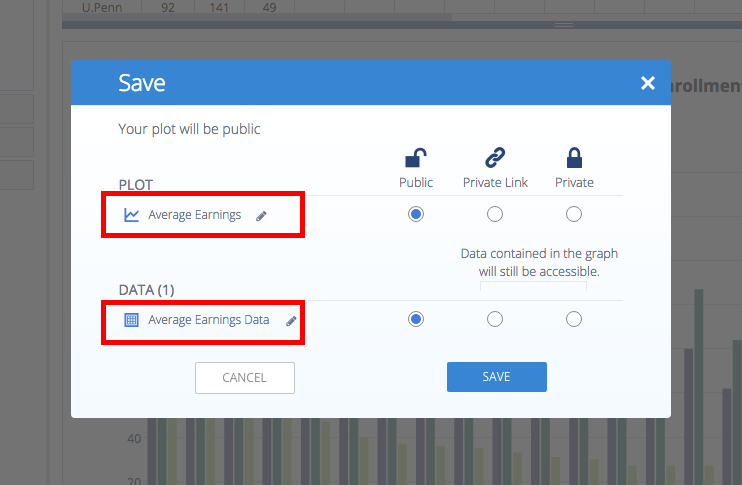 U.Penn 92 141 49
Save
Your plot will be public
Public Private Link Private
PLOT
Average Earnings
Data contained in the graph
will still be accessible.
DATA (1)
Average Earnings Data
CANCEL SAVE
40
20